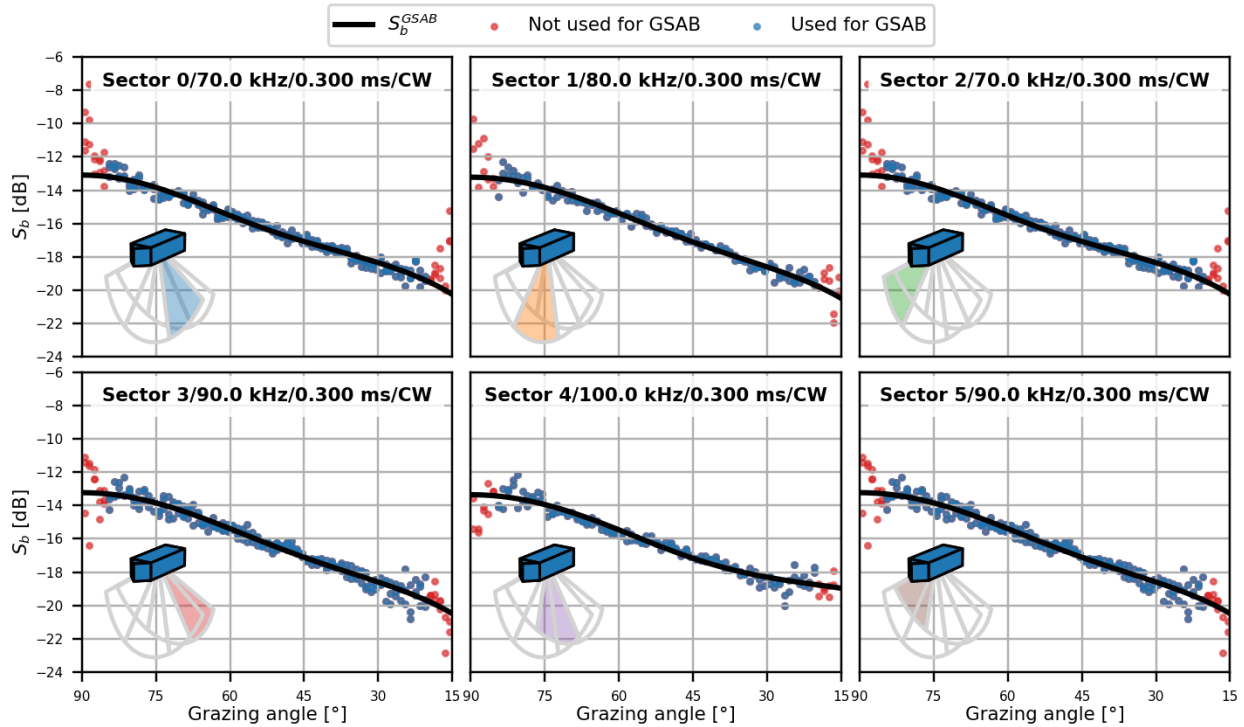 S_b^GSAB Not used for GSAB Used for GSAB
Sector 0/70.0 kHz/0.300 ms/CW Sector 1/80.0 kHz/0.300 ms/CW Sector 2/70.0 kHz/0.300 ms/CW
S_b [dB]
−6
−8
−10
−12
−14
−16
−18
−20
−22
−24
Sector 3/90.0 kHz/0.300 ms/CW Sector 4/100.0 kHz/0.300 ms/CW Sector 5/90.0 kHz/0.300 ms/CW
S_b [dB]
−6
−8
−10
−12
−14
−16
−18
−20
−22
−24
90 75 60 45 30 15 90 75 60 45 30 15 90 75 60 45 30 15
Grazing angle [°] Grazing angle [°] Grazing angle [°]